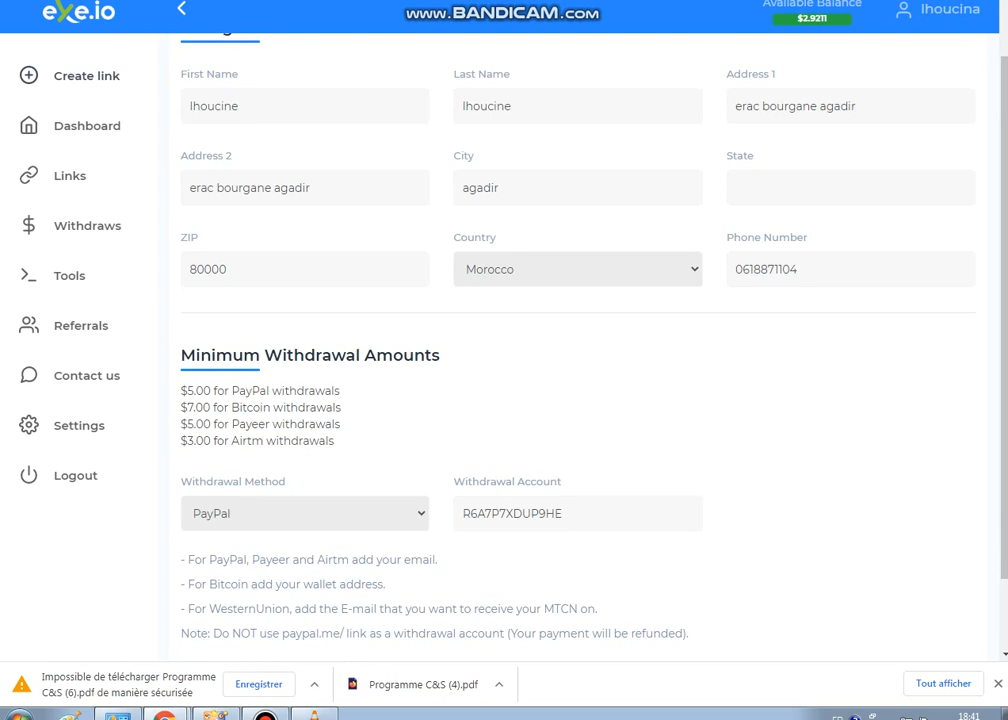 eXe.io
www.BANDICAM.com
Available Balance
$2.9211
lhoucina
Create link
Dashboard
Links
Withdraws
Tools
Referrals
Contact us
Settings
Logout
First Name
Last Name
Address 1
lhoucine
lhoucine
erac bourgane agadir
Address 2
City
State
erac bourgane agadir
agadir
ZIP
Country
Phone Number
80000
Morocco
0618871104
Minimum Withdrawal Amounts
$5.00 for PayPal withdrawals
$7.00 for Bitcoin withdrawals
$5.00 for Payeer withdrawals
$3.00 for Airtm withdrawals
Withdrawal Method
Withdrawal Account
PayPal
R6A7P7XDUP9HE
- For PayPal, Payeer and Airtm add your email.
- For Bitcoin add your wallet address.
- For WesternUnion, add the E-mail that you want to receive your MTCN on.
Note: Do NOT use paypal.me/ link as a withdrawal account (Your payment will be refunded).
Impossible de télécharger Programme
C&S (6).pdf de manière sécurisée
Enregistrer
Programme C&S (4).pdf
Tout afficher
FR
18:41